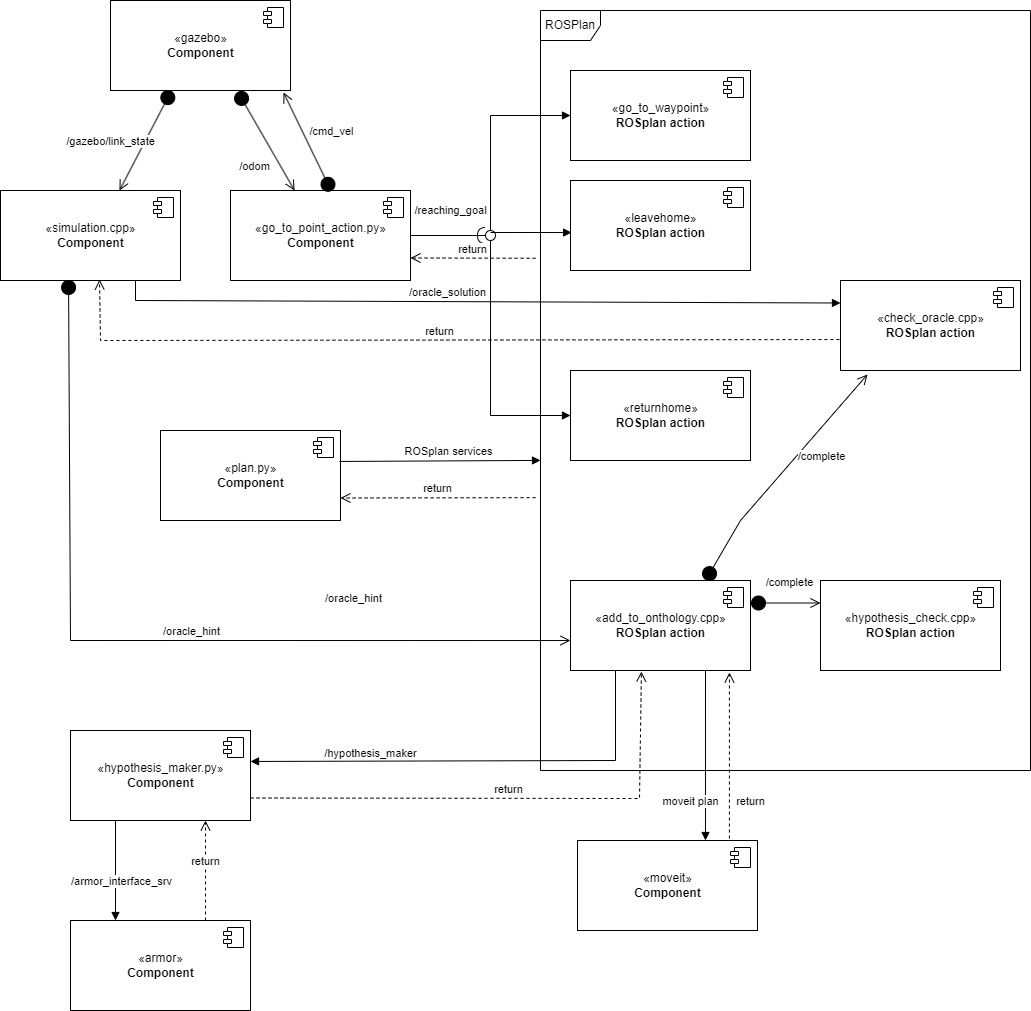 «gazebo»
Component
ROSPlan
«go_to_waypoint»
ROSplan action
/gazebo/link_state
/cmd_vel
/odom
«simulation.cpp»
Component
«go_to_point_action.py»
Component
/reaching_goal
return
«leavehome»
ROSplan action
/oracle_solution
return
«check_oracle.cpp»
ROSplan action
«returnhome»
ROSplan action
«plan.py»
Component
ROSplan services
return
/complete
/oracle_hint
/oracle_hint
«add_to_onthology.cpp»
ROSplan action
/complete
«hypothesis_check.cpp»
ROSplan action
«hypothesis_maker.py»
Component
/hypothesis_maker
return
moveit plan
return
/armor_interface_srv
return
«moveit»
Component
«armor»
Component